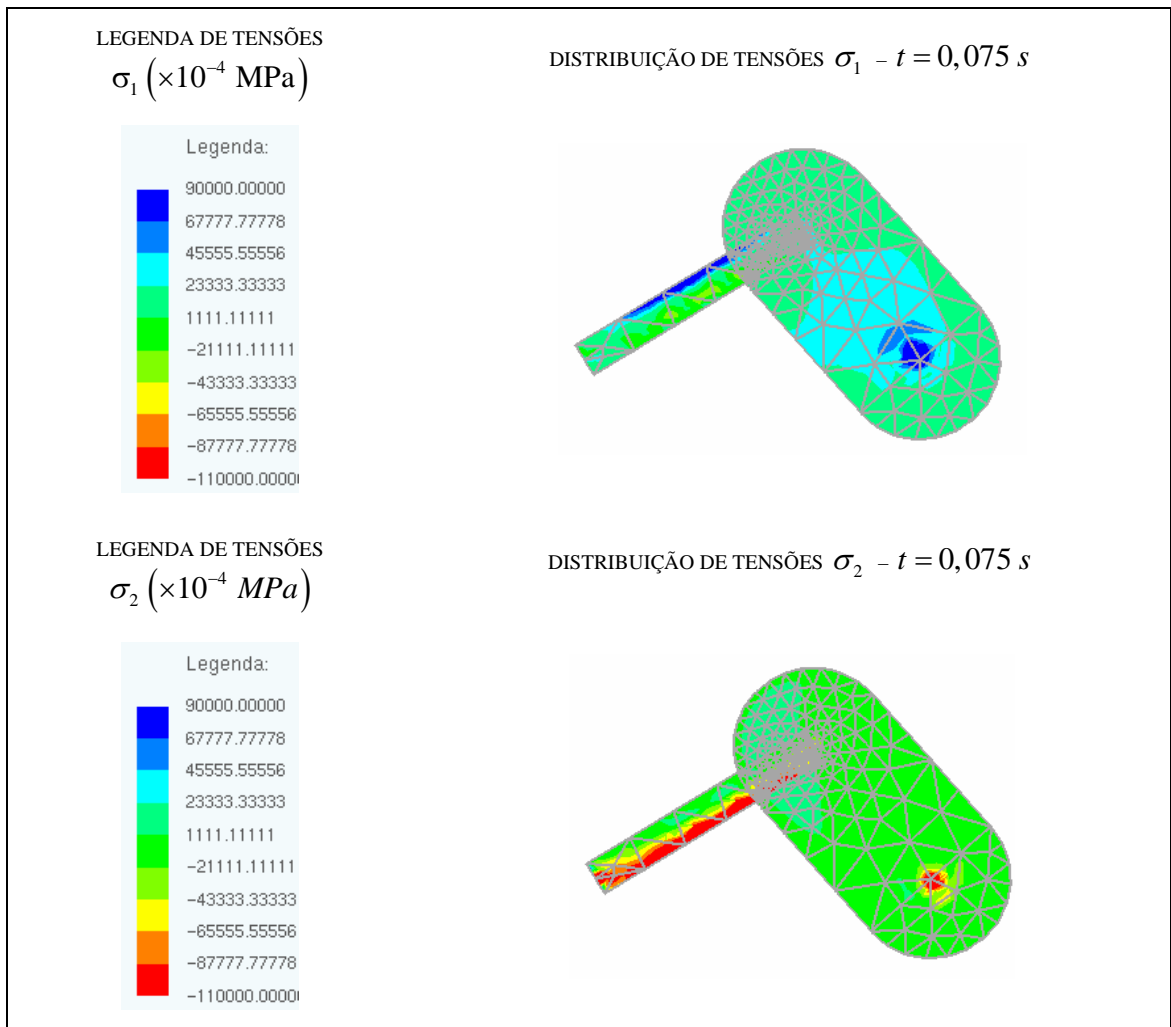 LEGENDA DE TENSÕES
σ₁ (×10⁻⁴ MPa)
DISTRIBUIÇÃO DE TENSÕES σ₁ – t = 0,075 s
Legenda:
90000.00000
67777.77778
45555.55556
23333.33333
1111.11111
-21111.11111
-43333.33333
-65555.55556
-87777.77778
-110000.0000
LEGENDA DE TENSÕES
σ₂ (×10⁻⁴ MPa)
DISTRIBUIÇÃO DE TENSÕES σ₂ – t = 0,075 s
Legenda:
90000.00000
67777.77778
45555.55556
23333.33333
1111.11111
-21111.11111
-43333.33333
-65555.55556
-87777.77778
-110000.0000